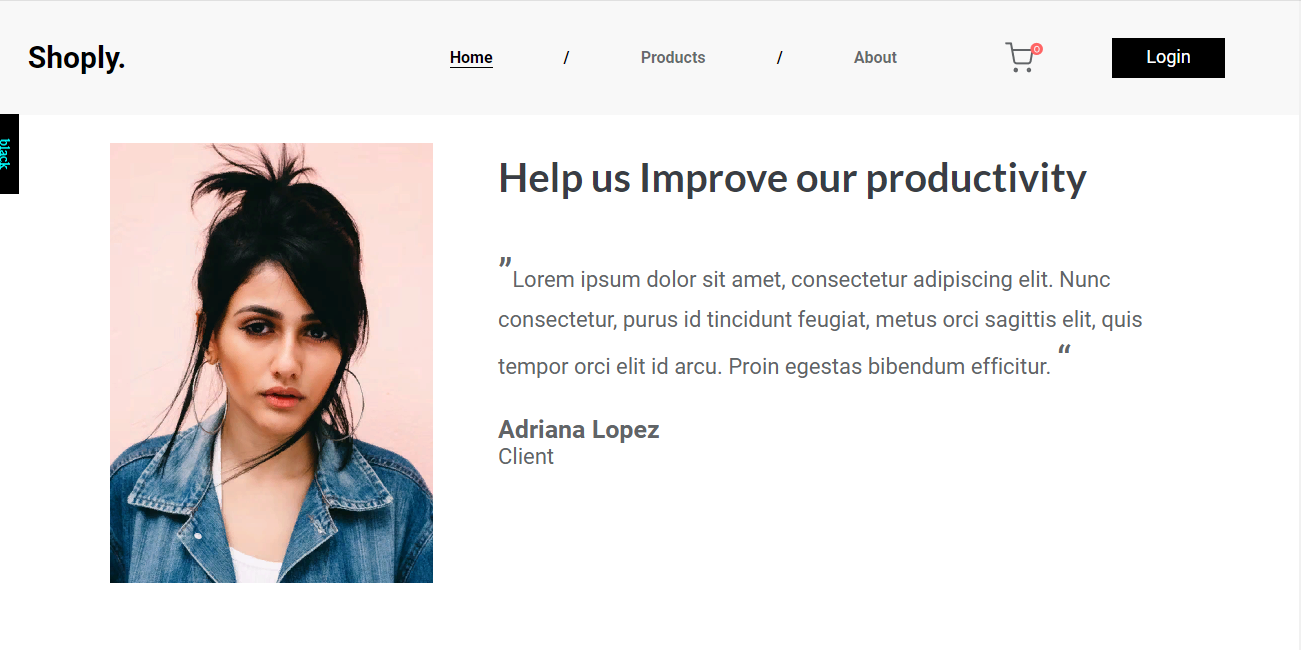 Shoply.
Home / Products / About 0 Login
black
Help us Improve our productivity
”Lorem ipsum dolor sit amet, consectetur adipiscing elit. Nunc
consectetur, purus id tincidunt feugiat, metus orci sagittis elit, quis
tempor orci elit id arcu. Proin egestas bibendum efficitur. “
Adriana Lopez
Client